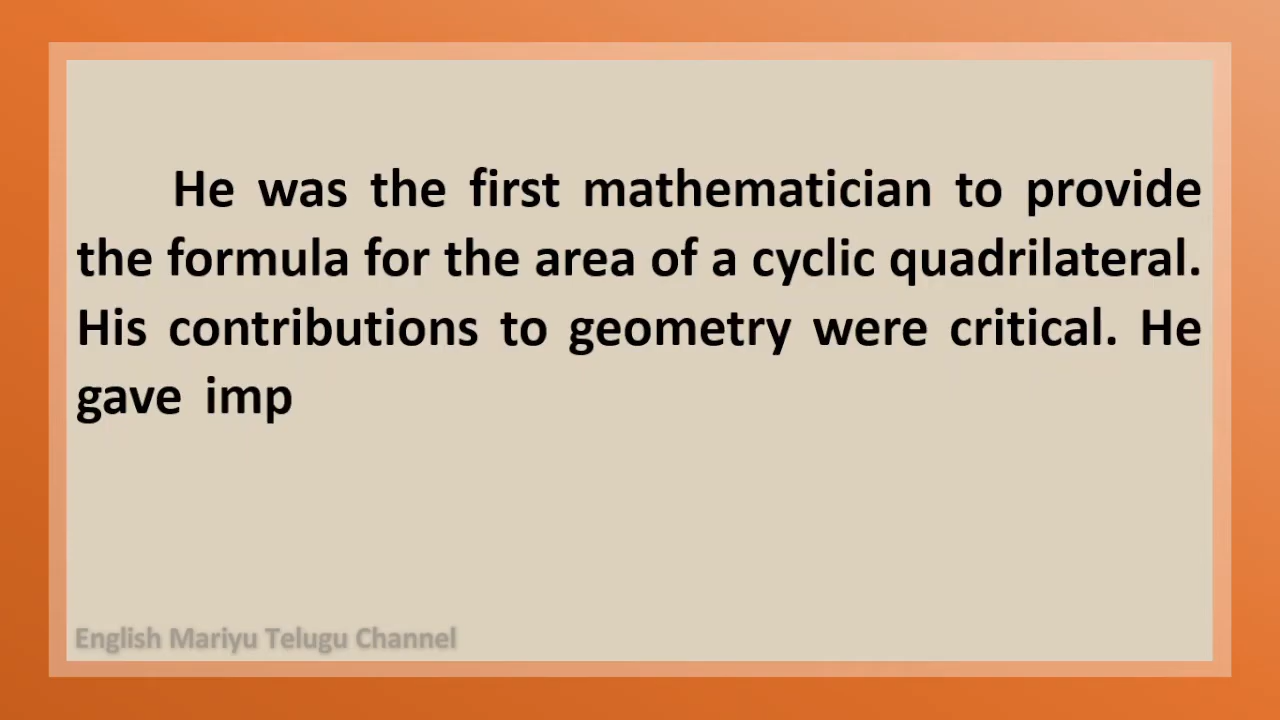 He was the first mathematician to provide
the formula for the area of a cyclic quadrilateral.
His contributions to geometry were critical. He
gave imp
English Mariyu Telugu Channel